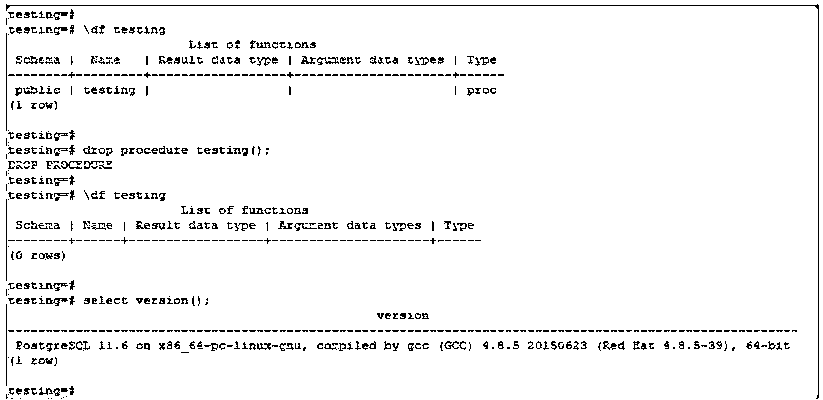 testing=#
testing=# \df testing
List of functions
Schema | Name | Result data type | Argument data types | Type
--------+---------+------------------+---------------------+------
public | testing | | | proc
(1 row)
testing=#
testing=# drop procedure testing();
DROP PROCEDURE
testing=#
testing=# \df testing
List of functions
Schema | Name | Result data type | Argument data types | Type
--------+------+------------------+---------------------+------
(0 rows)
testing=#
testing=# select version();
version
---------------------------------------------------------------------------------------------------------
PostgreSQL 11.6 on x86_64-pc-linux-gnu, compiled by gcc (GCC) 4.8.5 20150623 (Red Hat 4.8.5-39), 64-bit
(1 row)
testing=#